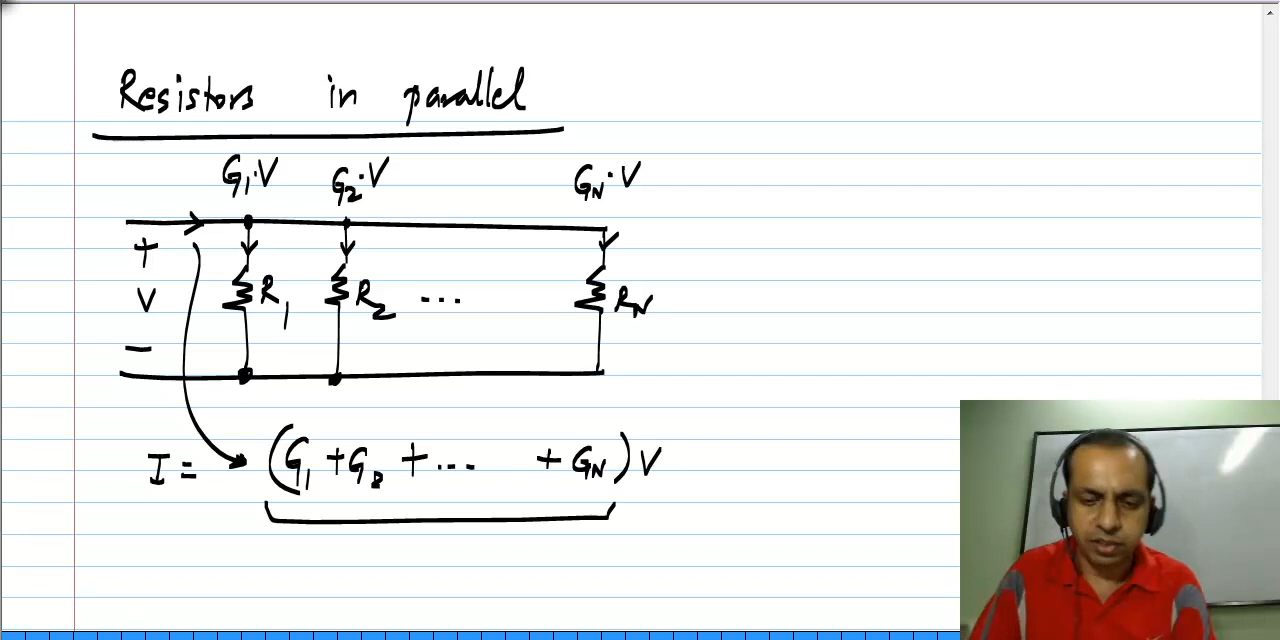 Resistors in parallel
G1·V G2·V GN·V
+
V R1 R2 ... RN
−
I = (G1 + G2 + ... + GN) V